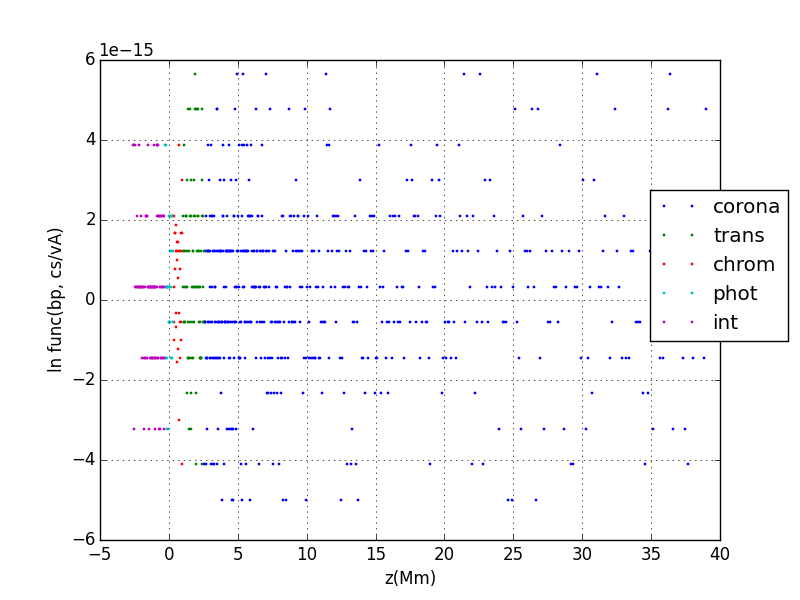 1e−15
6
4
2
0
−2
−4
−6
ln func(bp, cs/vA)
−5 0 5 10 15 20 25 30 35 40
z(Mm)
corona
trans
chrom
phot
int